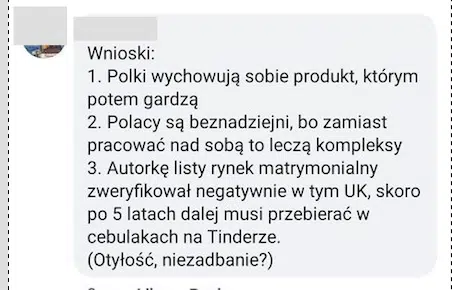 Wnioski:
1. Polki wychowują sobie produkt, którym
potem gardzą
2. Polacy są beznadziejni, bo zamiast
pracować nad sobą to leczą kompleksy
3. Autorkę listy rynek matrymonialny
zweryfikował negatywnie w tym UK, skoro
po 5 latach dalej musi przebierać w
cebulakach na Tinderze.
(Otyłość, niezadbanie?)